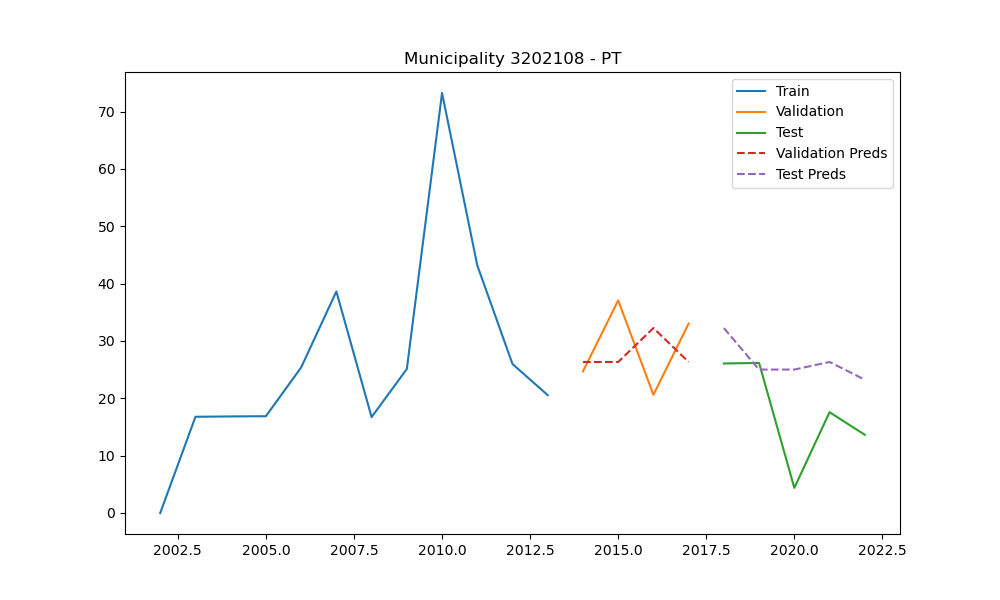 Municipality 3202108 - PT
Train
Validation
Test
Validation Preds
Test Preds
70
60
50
40
30
20
10
0
2002.5 2005.0 2007.5 2010.0 2012.5 2015.0 2017.5 2020.0 2022.5